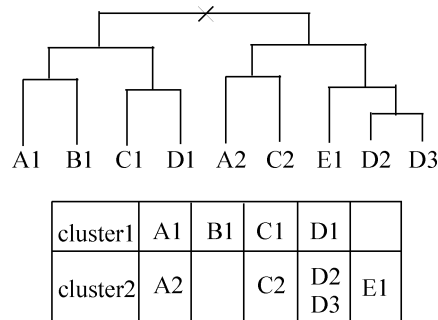 A1 B1 C1 D1 A2 C2 E1 D2 D3
cluster1 A1 B1 C1 D1
cluster2 A2 C2 D2 E1
D3